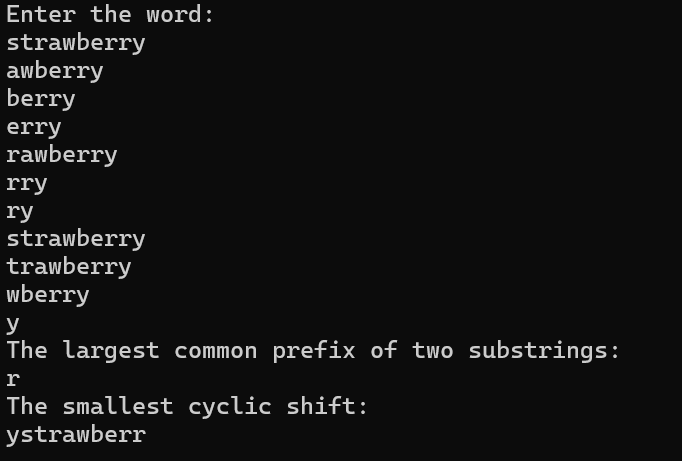 Enter the word:
strawberry
awberry
berry
erry
rawberry
rry
ry
strawberry
trawberry
wberry
y
The largest common prefix of two substrings:
r
The smallest cyclic shift:
ystrawberr